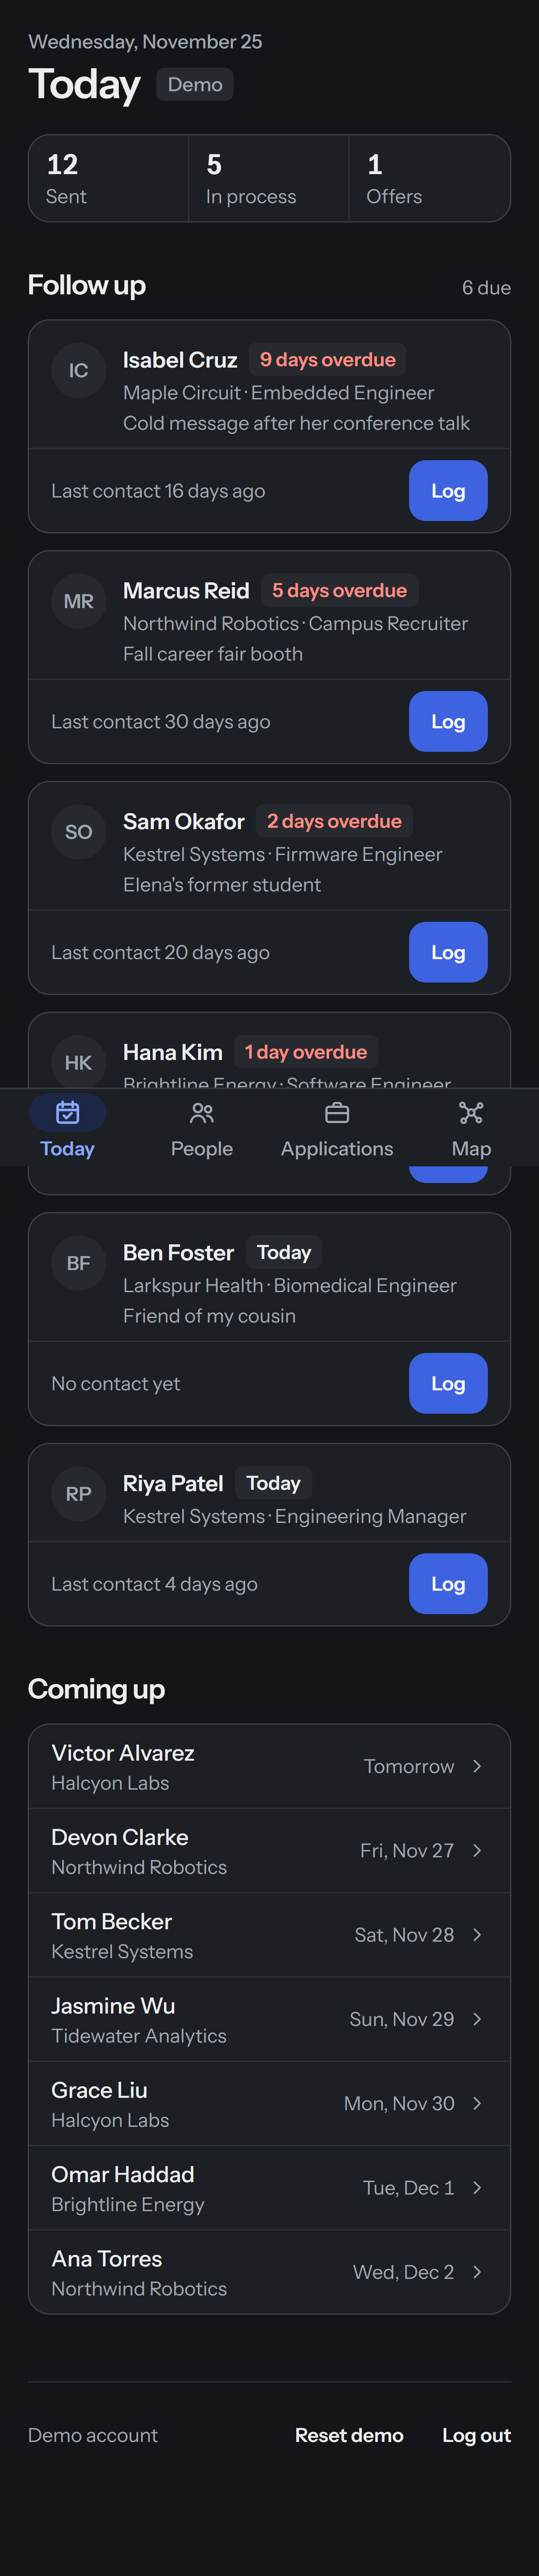 Wednesday, November 25
Today Demo
12 5 1
Sent In process Offers
Follow up 6 due
IC Isabel Cruz 9 days overdue
Maple Circuit · Embedded Engineer
Cold message after her conference talk
Last contact 16 days ago Log
MR Marcus Reid 5 days overdue
Northwind Robotics · Campus Recruiter
Fall career fair booth
Last contact 30 days ago Log
SO Sam Okafor 2 days overdue
Kestrel Systems · Firmware Engineer
Elena's former student
Last contact 20 days ago Log
HK Hana Kim 1 day overdue
Brightline Energy · Software Engineer
Today People Applications Map
BF Ben Foster Today
Larkspur Health · Biomedical Engineer
Friend of my cousin
No contact yet Log
RP Riya Patel Today
Kestrel Systems · Engineering Manager
Last contact 4 days ago Log
Coming up
Victor Alvarez Tomorrow
Halcyon Labs
Devon Clarke Fri, Nov 27
Northwind Robotics
Tom Becker Sat, Nov 28
Kestrel Systems
Jasmine Wu Sun, Nov 29
Tidewater Analytics
Grace Liu Mon, Nov 30
Halcyon Labs
Omar Haddad Tue, Dec 1
Brightline Energy
Ana Torres Wed, Dec 2
Northwind Robotics
Demo account Reset demo Log out